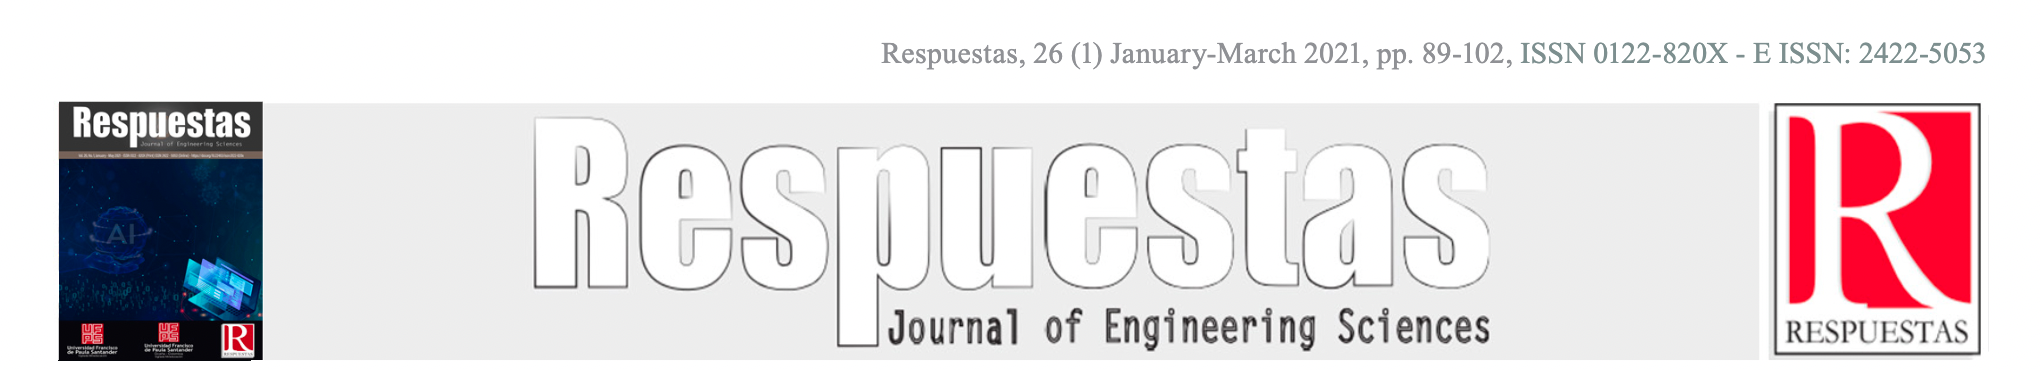 Respuestas, 26 (1) January-March 2021, pp. 89-102, ISSN 0122-820X - E ISSN: 2422-5053
Respuestas
Journal of Engineering Sciences
AI
UFPS
Universidad Francisco
de Paula Santander
UFPS
Universidad Francisco
de Paula Santander
R
RESPUESTAS
Respuestas
Journal of Engineering Sciences
R
RESPUESTAS